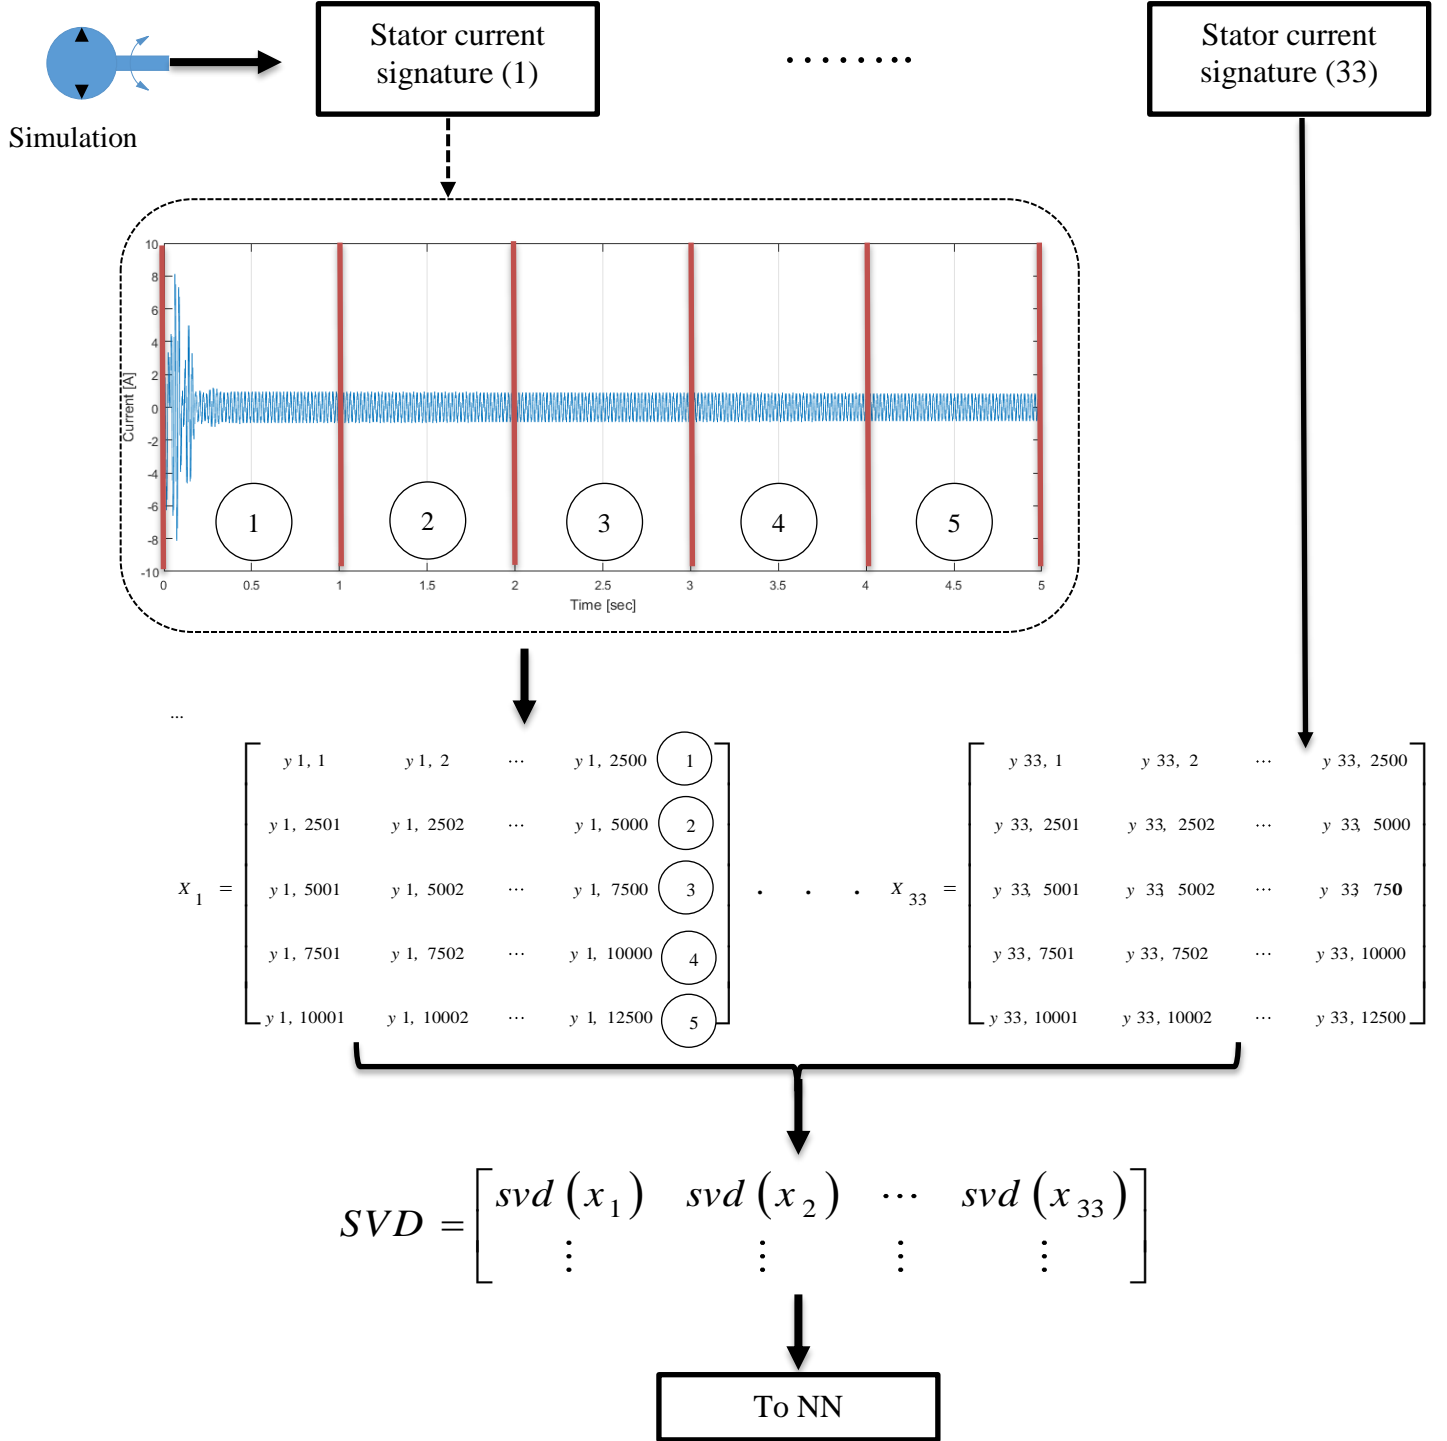 Stator current
signature (1)
........
Stator current
signature (33)
Simulation
10
8
6
4
2
0
-2
-4
-6
-8
-10
Current [A]
1 2 3 4 5
0 0.5 1 1.5 2 2.5 3 3.5 4 4.5 5
Time [sec]
...
y 1, 1 y 1, 2 ... y 1, 2500 1
y 1, 2501 y 1, 2502 ... y 1, 5000 2
X 1 = y 1, 5001 y 1, 5002 ... y 1, 7500 3
y 1, 7501 y 1, 7502 ... y 1, 10000 4
y 1, 10001 y 1, 10002 ... y 1, 12500 5
. . .
y 33, 1 y 33, 2 ... y 33, 2500
y 33, 2501 y 33, 2502 ... y 33, 5000
X 33 = y 33, 5001 y 33, 5002 ... y 33, 750
y 33, 7501 y 33, 7502 ... y 33, 10000
y 33, 10001 y 33, 10002 ... y 33, 12500
SVD = [ svd (x 1) svd (x 2) ... svd (x 33) ]
⋮ ⋮ ⋮ ⋮
To NN